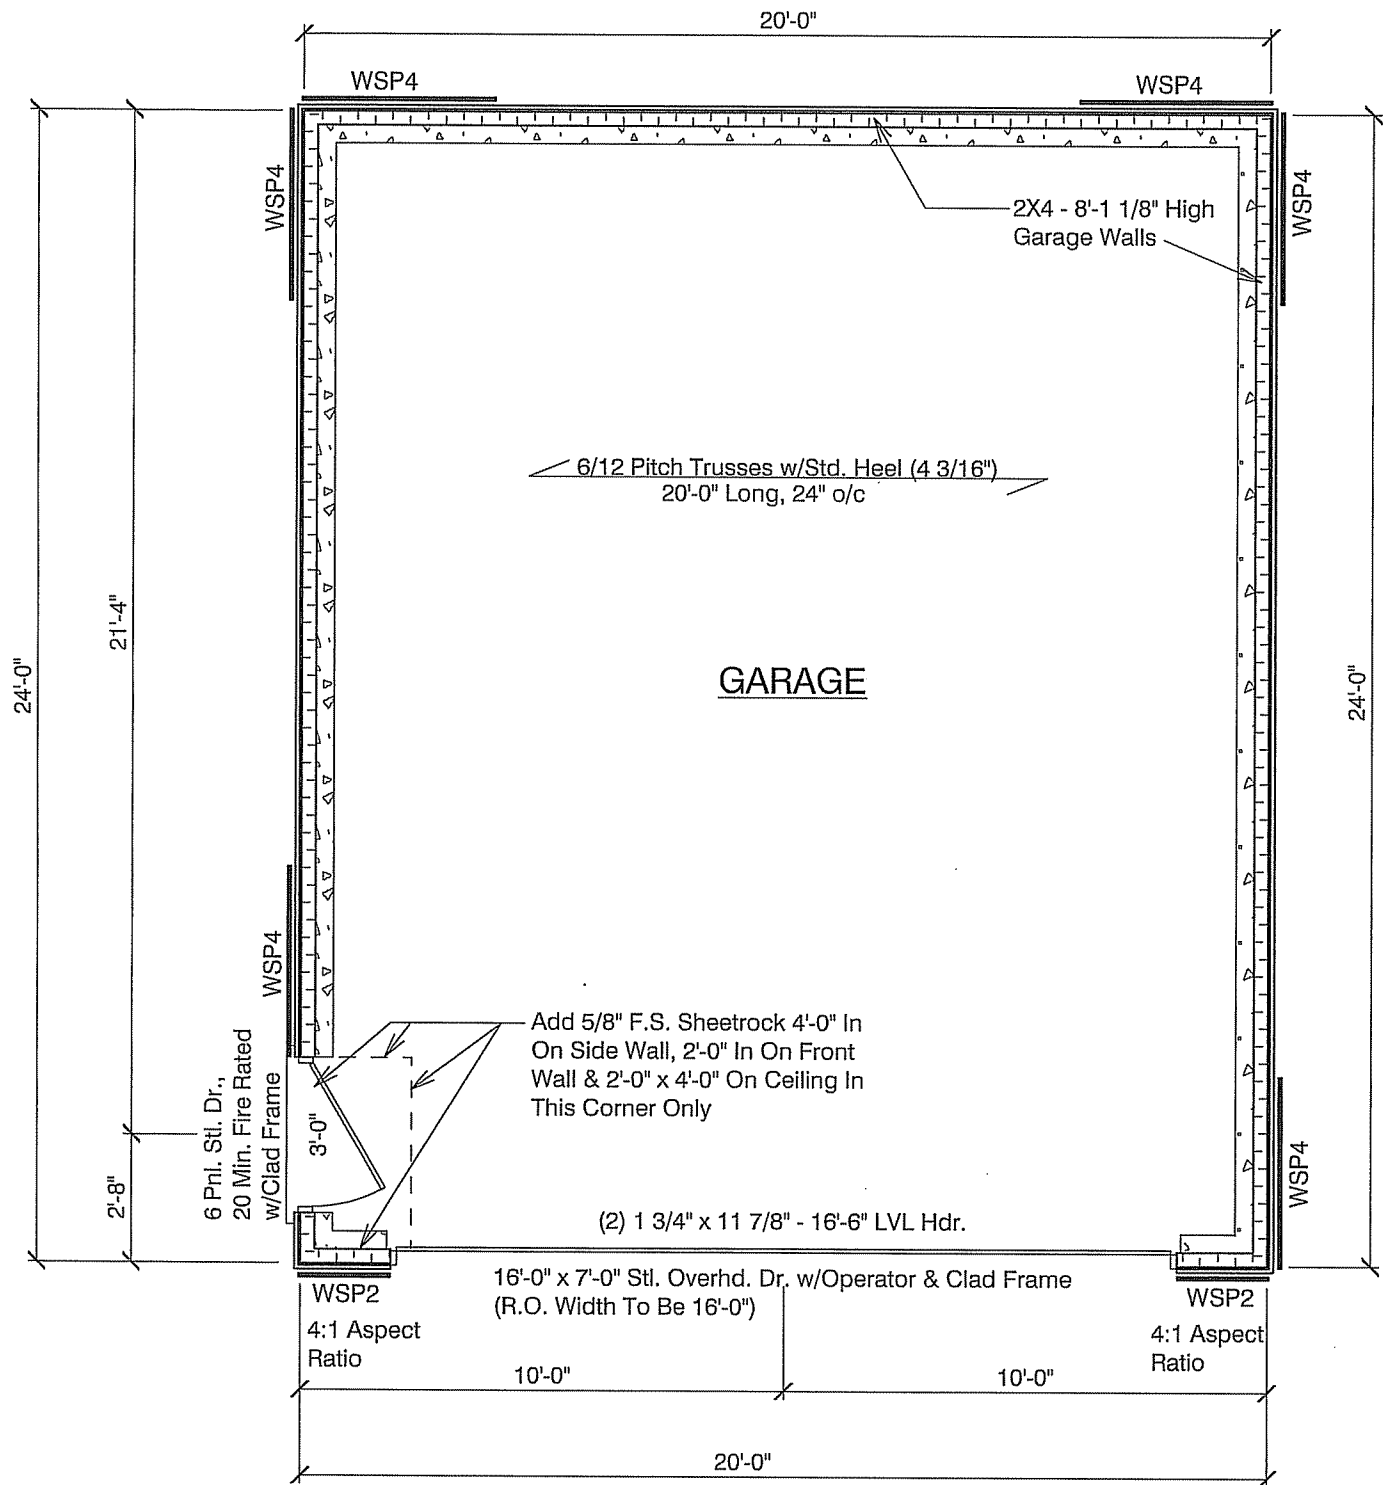 20'-0"
WSP4
WSP4
WSP4
WSP4
2X4 - 8'-1 1/8" High
Garage Walls
6/12 Pitch Trusses w/Std. Heel (4 3/16")
20'-0" Long, 24" o/c
21'-4"
24'-0"
GARAGE
24'-0"
WSP4
Add 5/8" F.S. Sheetrock 4'-0" In
On Side Wall, 2'-0" In On Front
Wall & 2'-0" x 4'-0" On Ceiling In
This Corner Only
6 Pnl. Stl. Dr.,
20 Min. Fire Rated
w/Clad Frame
3'-0"
2'-8"
WSP4
(2) 1 3/4" x 11 7/8" - 16'-6" LVL Hdr.
16'-0" x 7'-0" Stl. Overhd. Dr. w/Operator & Clad Frame
(R.O. Width To Be 16'-0")
WSP2
4:1 Aspect
Ratio
WSP2
4:1 Aspect
Ratio
10'-0"
10'-0"
20'-0"